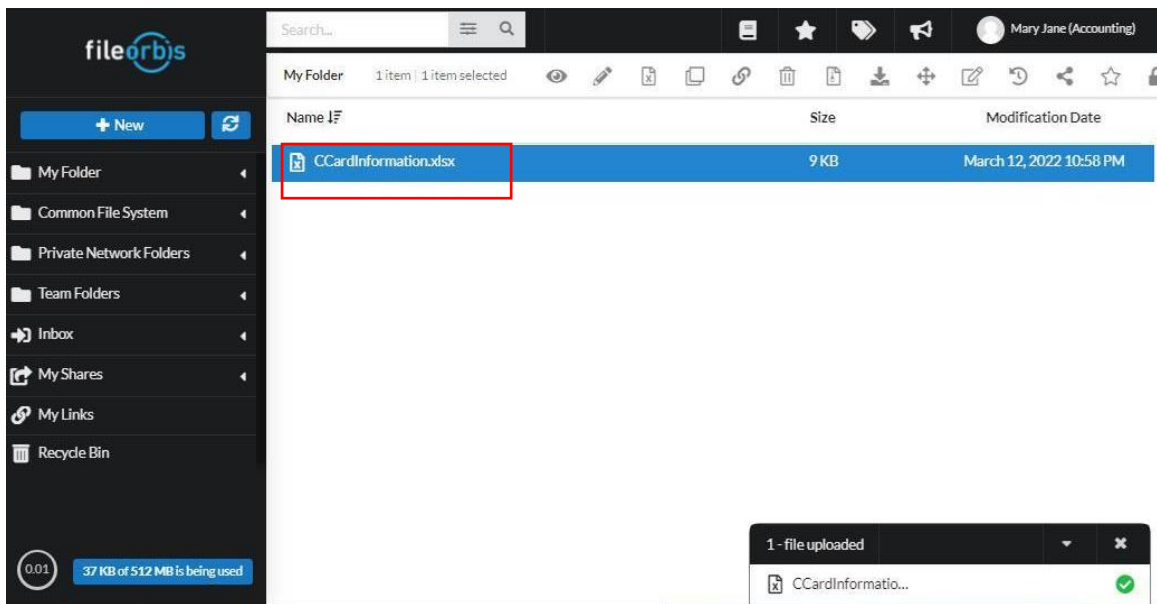 fileorbis
Search...
Mary Jane (Accounting)
My Folder 1 item | 1 item selected
+ New
Name Size Modification Date
CCardInformation.xlsx 9 KB March 12, 2022 10:58 PM
My Folder
Common File System
Private Network Folders
Team Folders
Inbox
My Shares
My Links
Recycle Bin
0.01 37 KB of 512 MB is being used
1 - file uploaded
CCardInformatio...